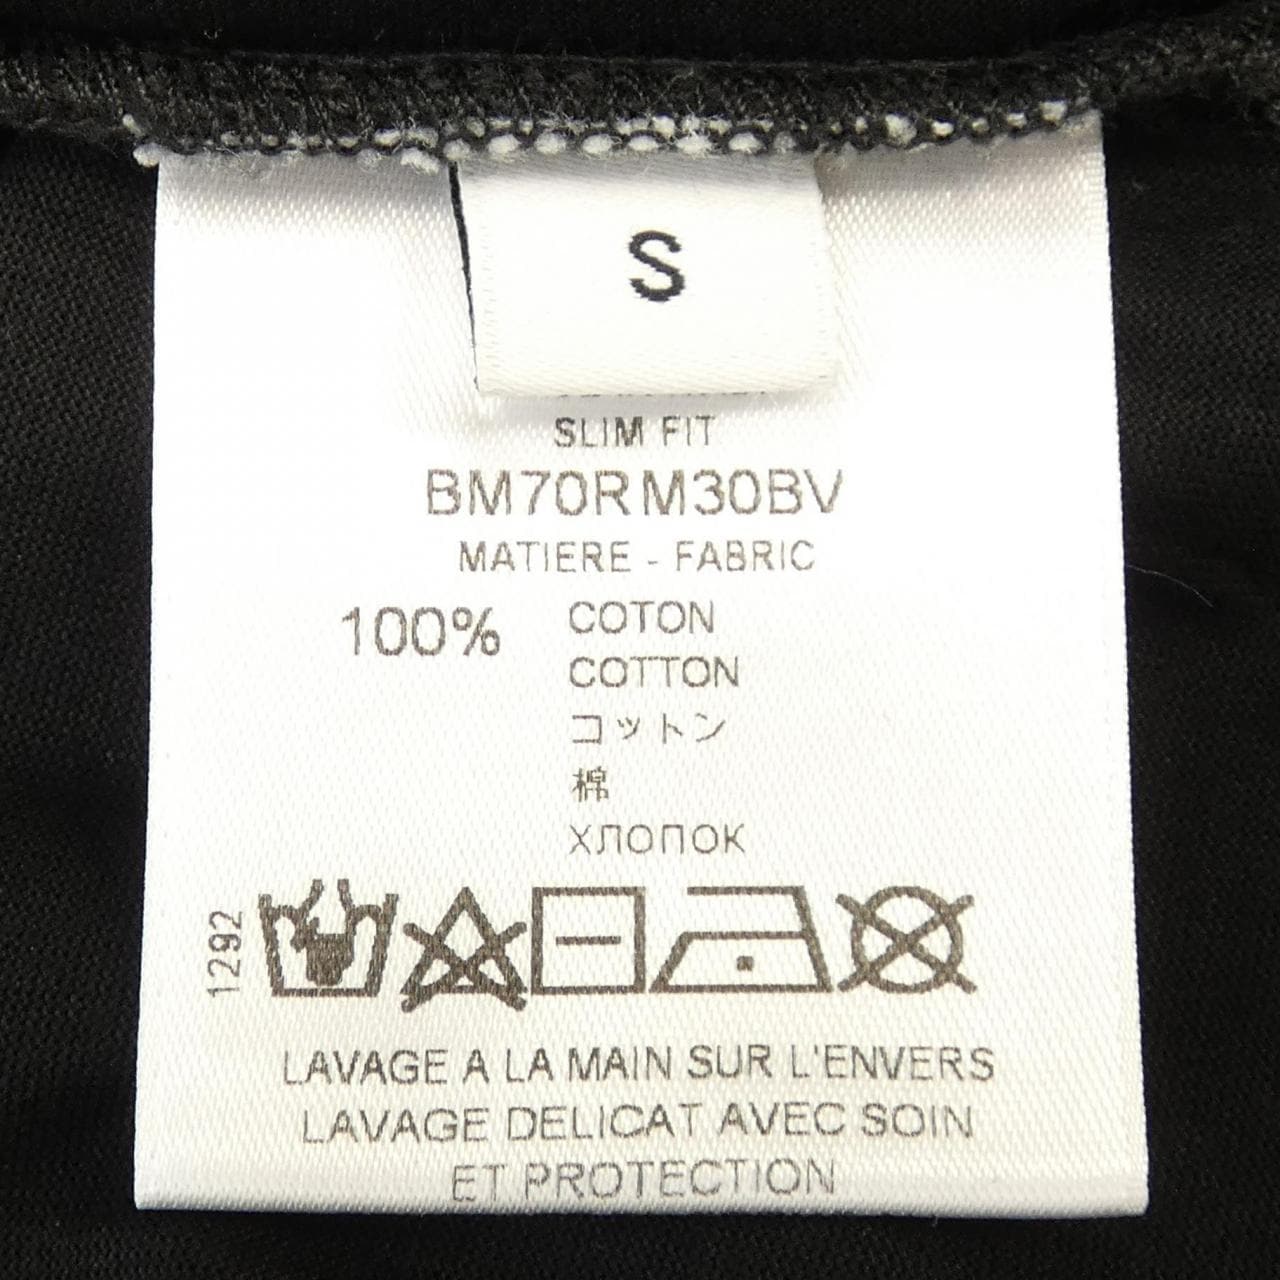 S
SLIM FIT
BM70RM30BV
MATIERE - FABRIC
100% COTON
COTTON
コットン
棉
ХЛОПОК
1292
LAVAGE A LA MAIN SUR L'ENVERS
LAVAGE DELICAT AVEC SOIN
ET PROTECTION